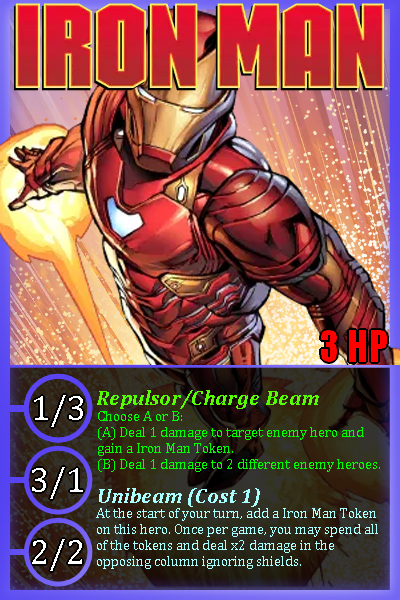 IRON MAN
3 HP
1/3
3/1
2/2
Repulsor/Charge Beam
Choose A or B:
(A) Deal 1 damage to target enemy hero and
gain a Iron Man Token.
(B) Deal 1 damage to 2 different enemy heroes.
Unibeam (Cost 1)
At the start of your turn, add a Iron Man Token
on this hero. Once per game, you may spend all
of the tokens and deal x2 damage in the
opposing column ignoring shields.